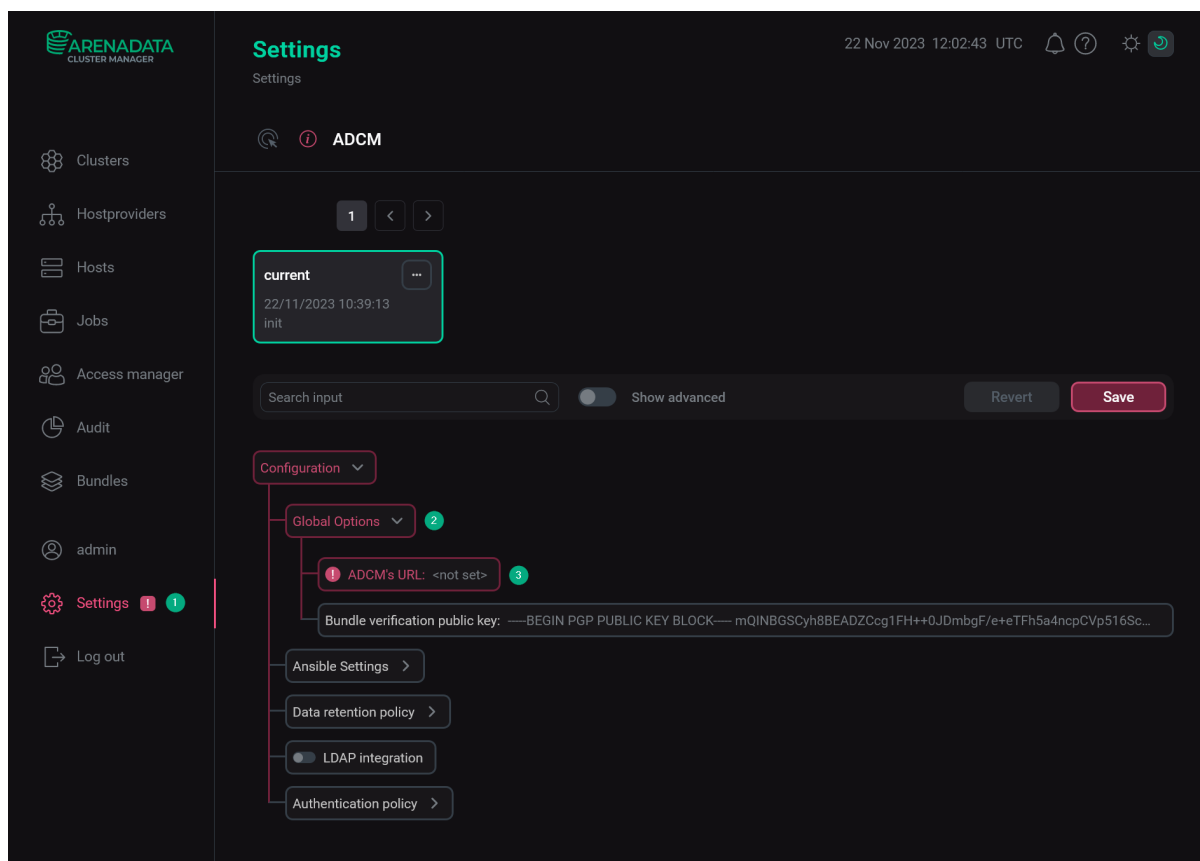 ARENADATA
CLUSTER MANAGER
Settings
22 Nov 2023 12:02:43 UTC
Settings
ADCM
Clusters
Hostproviders
Hosts
Jobs
Access manager
Audit
Bundles
admin
Settings ! 1
Log out
1
current
22/11/2023 10:39:13
init
Search input
Show advanced
Revert
Save
Configuration
Global Options 2
! ADCM's URL: <not set> 3
Bundle verification public key: -----BEGIN PGP PUBLIC KEY BLOCK----- mQINBGSCyh8BEADZCcg1FH++0JDmbgF/e+eTFh5a4ncpCVp516Sc...
Ansible Settings
Data retention policy
LDAP integration
Authentication policy